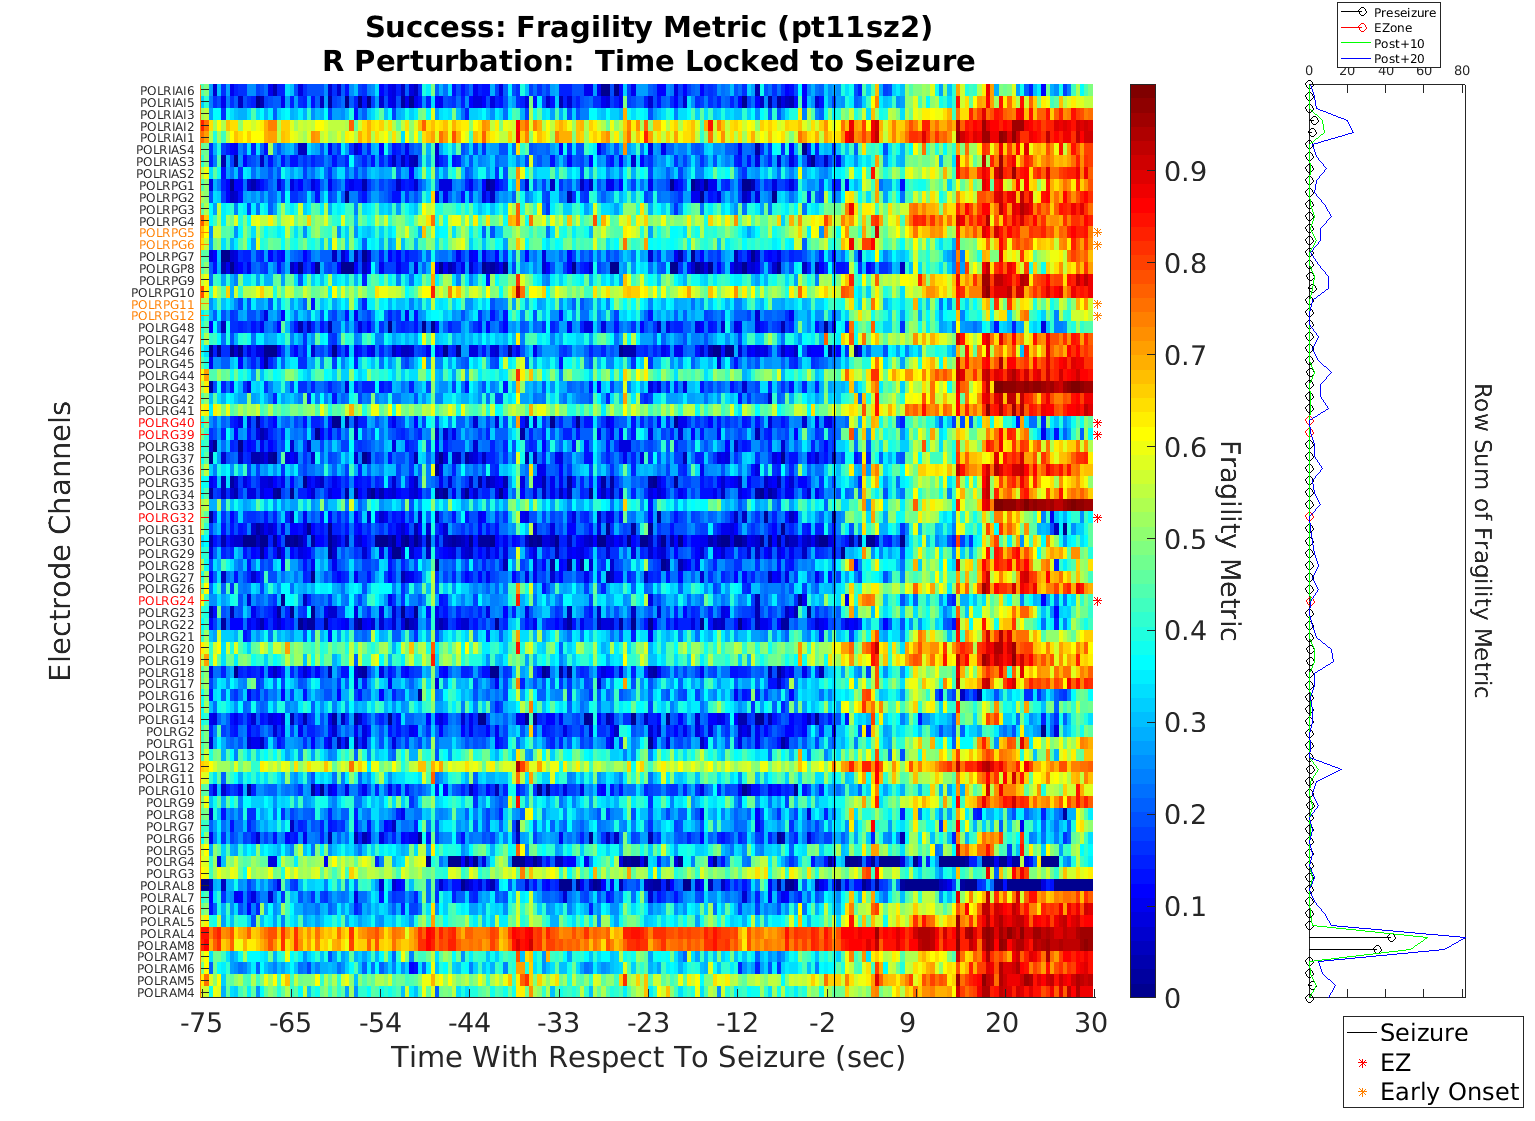 Success: Fragility Metric (pt11sz2)
R Perturbation:  Time Locked to Seizure
Preseizure
EZone
Post+10
Post+20
0 20 40 60 80
POLRIAI6
POLRIAI5
POLRIAI3
POLRIAI2
POLRIAI1
POLRIAS4
POLRIAS3
POLRIAS2
POLRPG1
POLRPG2
POLRPG3
POLRPG4
POLRPG5
POLRPG6
POLRPG7
POLRGP8
POLRPG9
POLRPG10
POLRPG11
POLRPG12
POLRG48
POLRG47
POLRG46
POLRG45
POLRG44
POLRG43
POLRG42
POLRG41
POLRG40
POLRG39
POLRG38
POLRG37
POLRG36
POLRG35
POLRG34
POLRG33
POLRG32
POLRG31
POLRG30
POLRG29
POLRG28
POLRG27
POLRG26
POLRG24
POLRG23
POLRG22
POLRG21
POLRG20
POLRG19
POLRG18
POLRG17
POLRG16
POLRG15
POLRG14
POLRG2
POLRG1
POLRG13
POLRG12
POLRG11
POLRG10
POLRG9
POLRG8
POLRG7
POLRG6
POLRG5
POLRG4
POLRG3
POLRAL8
POLRAL7
POLRAL6
POLRAL5
POLRAL4
POLRAM8
POLRAM7
POLRAM6
POLRAM5
POLRAM4
Electrode Channels
-75 -65 -54 -44 -33 -23 -12 -2 9 20 30
Time With Respect To Seizure (sec)
0.9
0.8
0.7
0.6
0.5
0.4
0.3
0.2
0.1
0
Fragility Metric
Row Sum of Fragility Metric
Seizure
EZ
Early Onset